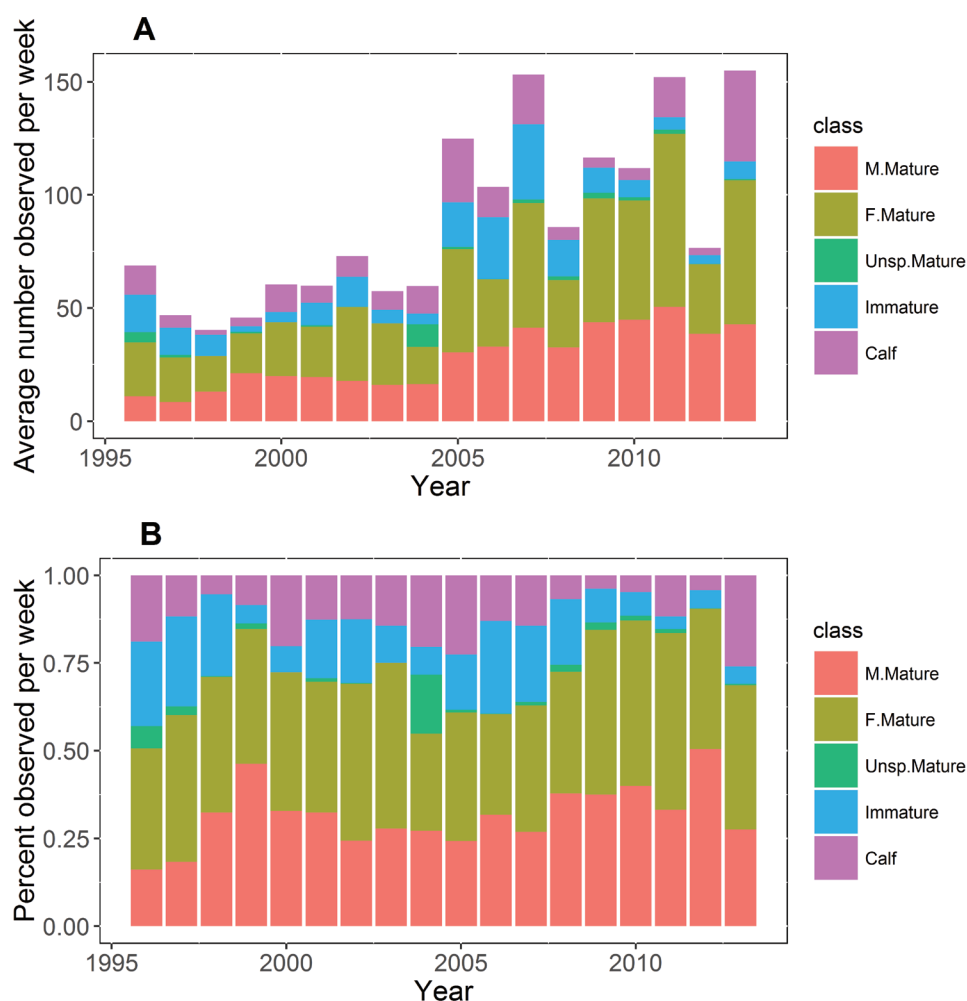 A
Average number observed per week
150
100
50
0
1995
2000
2005
2010
Year
class
M.Mature
F.Mature
Unsp.Mature
Immature
Calf
B
Percent observed per week
1.00
0.75
0.50
0.25
0.00
1995
2000
2005
2010
Year
class
M.Mature
F.Mature
Unsp.Mature
Immature
Calf